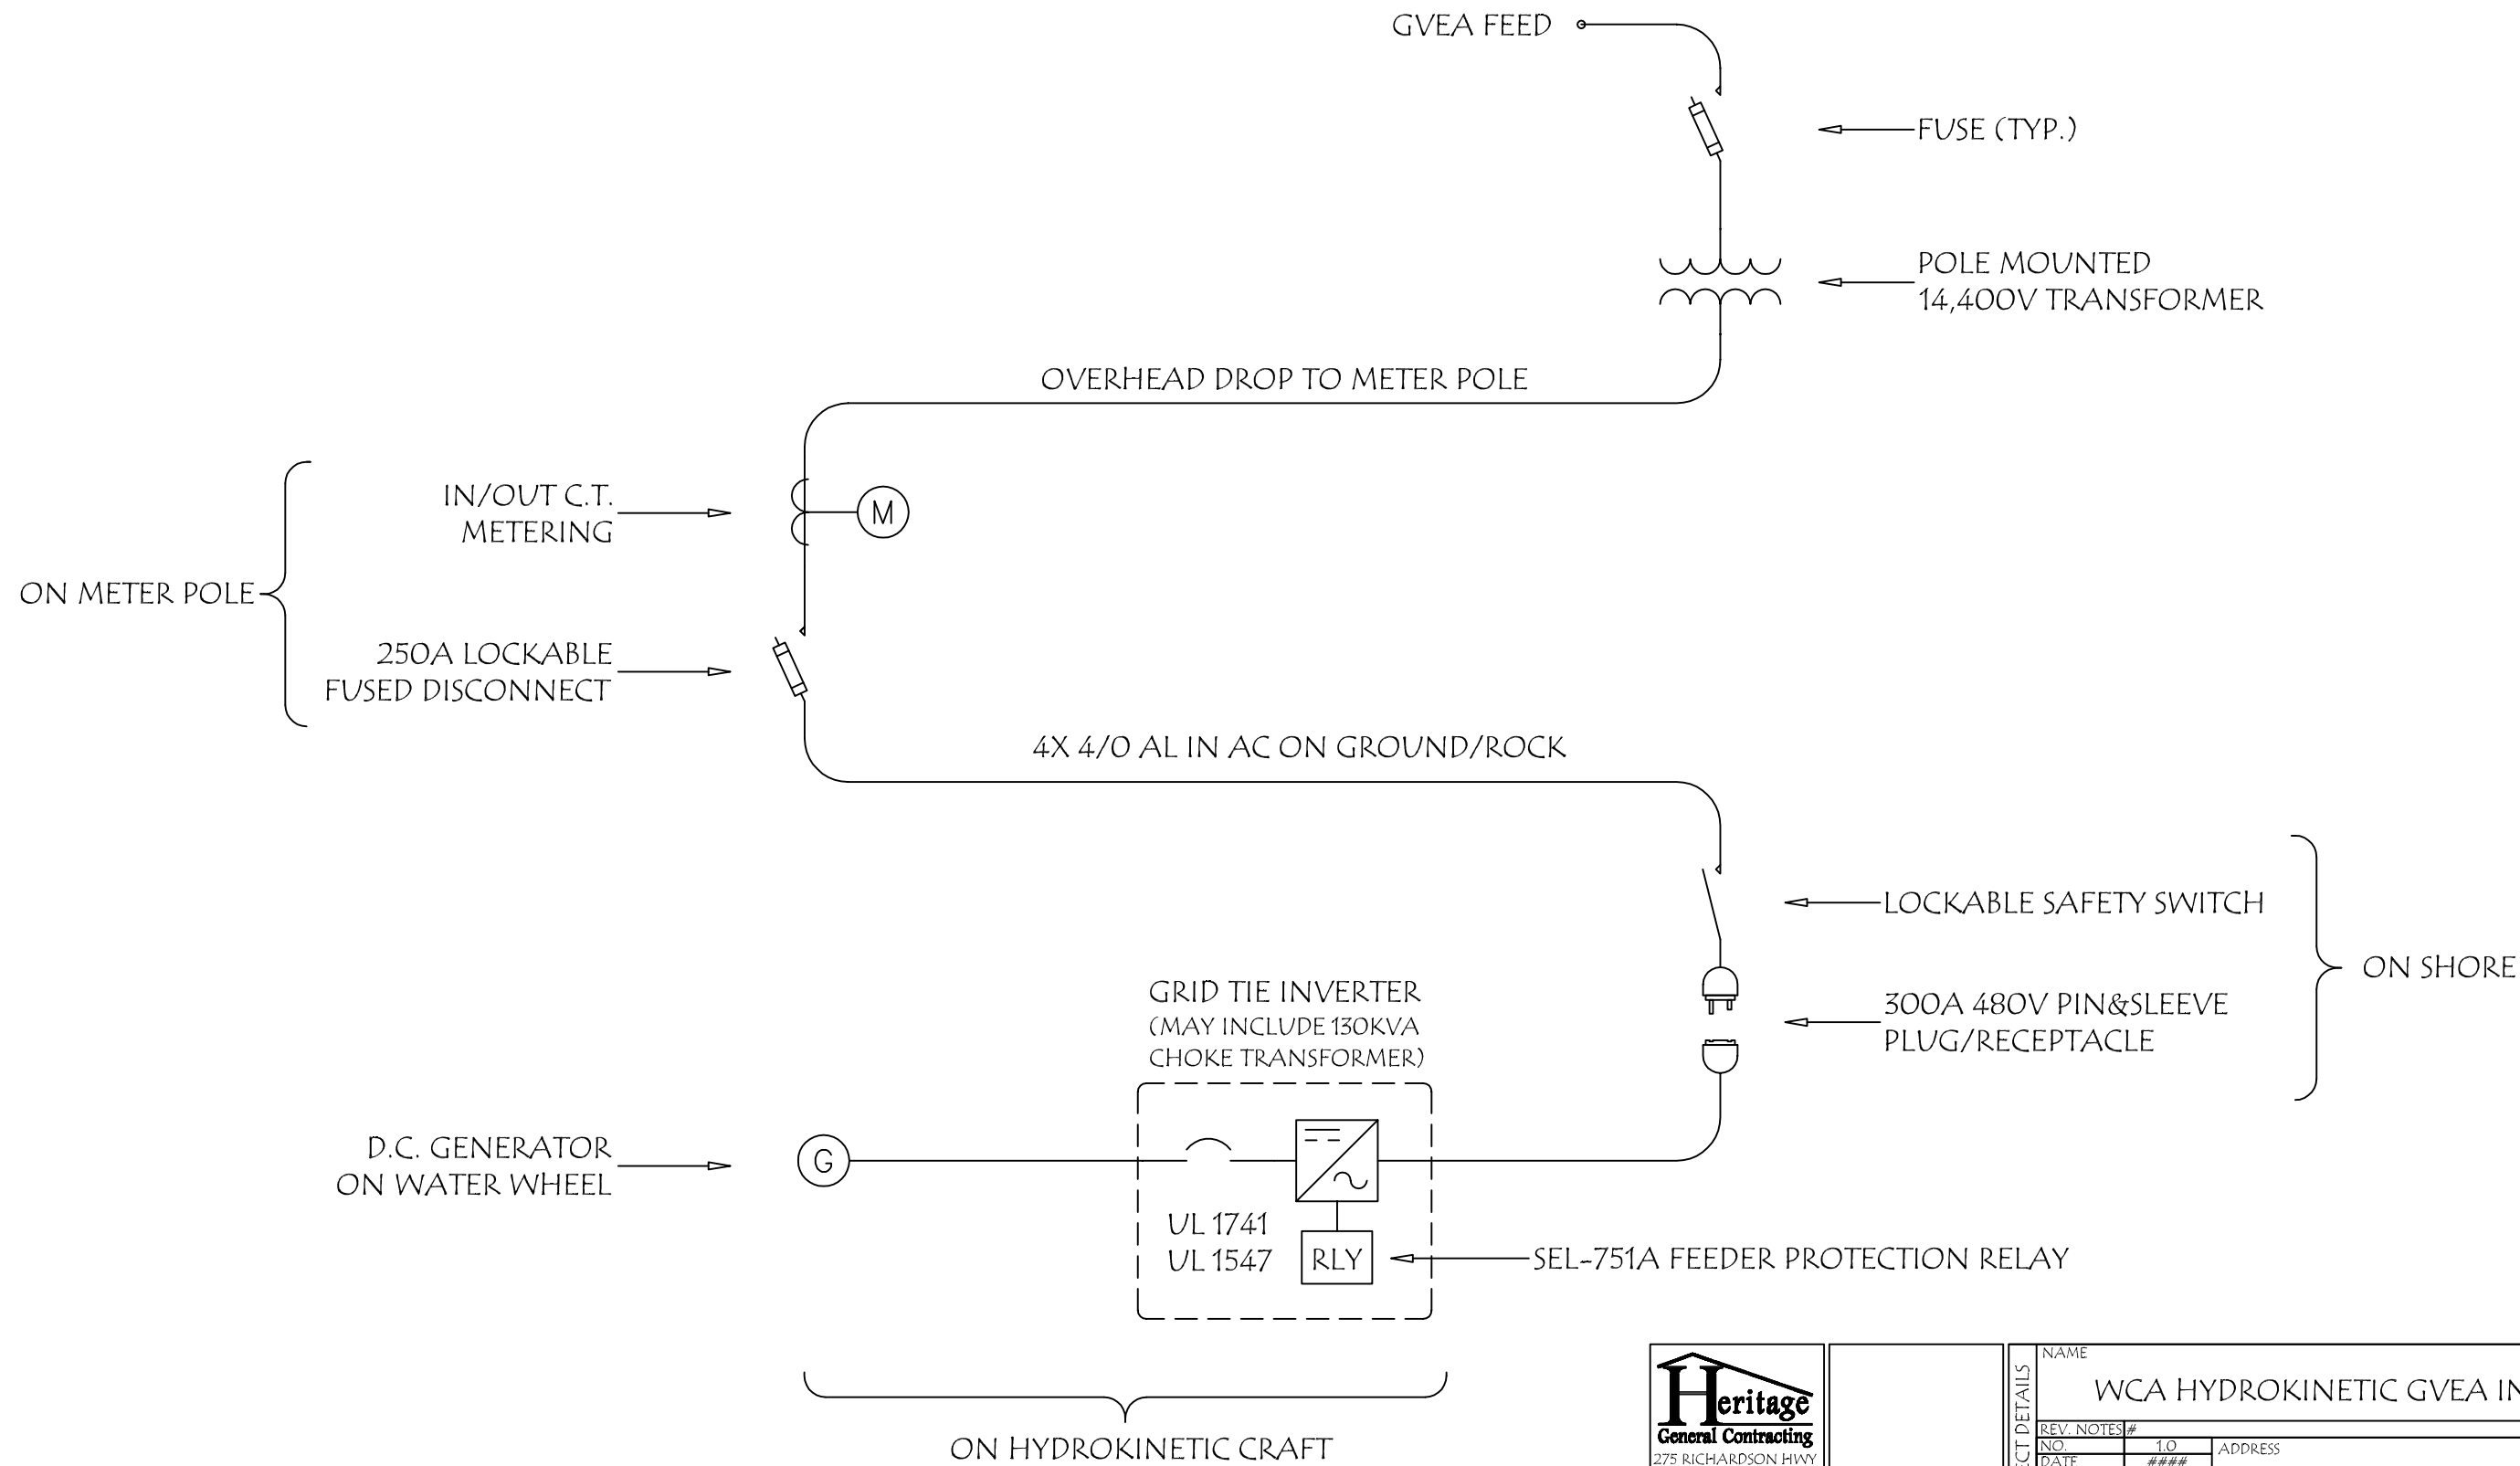 GVEA FEED
FUSE (TYP.)
POLE MOUNTED
14,400V TRANSFORMER
OVERHEAD DROP TO METER POLE
IN/OUT C.T.
METERING
M
ON METER POLE
250A LOCKABLE
FUSED DISCONNECT
4X 4/0 AL IN AC ON GROUND/ROCK
LOCKABLE SAFETY SWITCH
ON SHORE
300A 480V PIN&SLEEVE
PLUG/RECEPTACLE
GRID TIE INVERTER
(MAY INCLUDE 130KVA
CHOKE TRANSFORMER)
D.C. GENERATOR
ON WATER WHEEL
G
UL 1741
UL 1547
RLY
SEL-751A FEEDER PROTECTION RELAY
ON HYDROKINETIC CRAFT
Heritage
General Contracting
275 RICHARDSON HWY
ECT DETAILS
NAME
WCA HYDROKINETIC GVEA IN
REV. NOTES #
NO. 1.0 ADDRESS
DATE ####